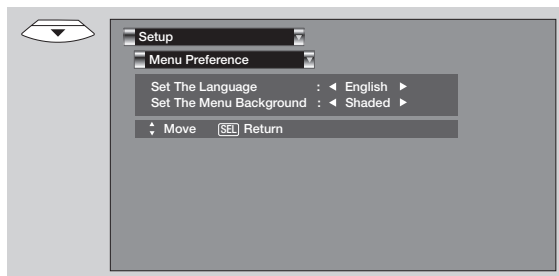 Setup
Menu Preference
Set The Language : ◄ English ►
Set The Menu Background : ◄ Shaded ►
Move SEL Return